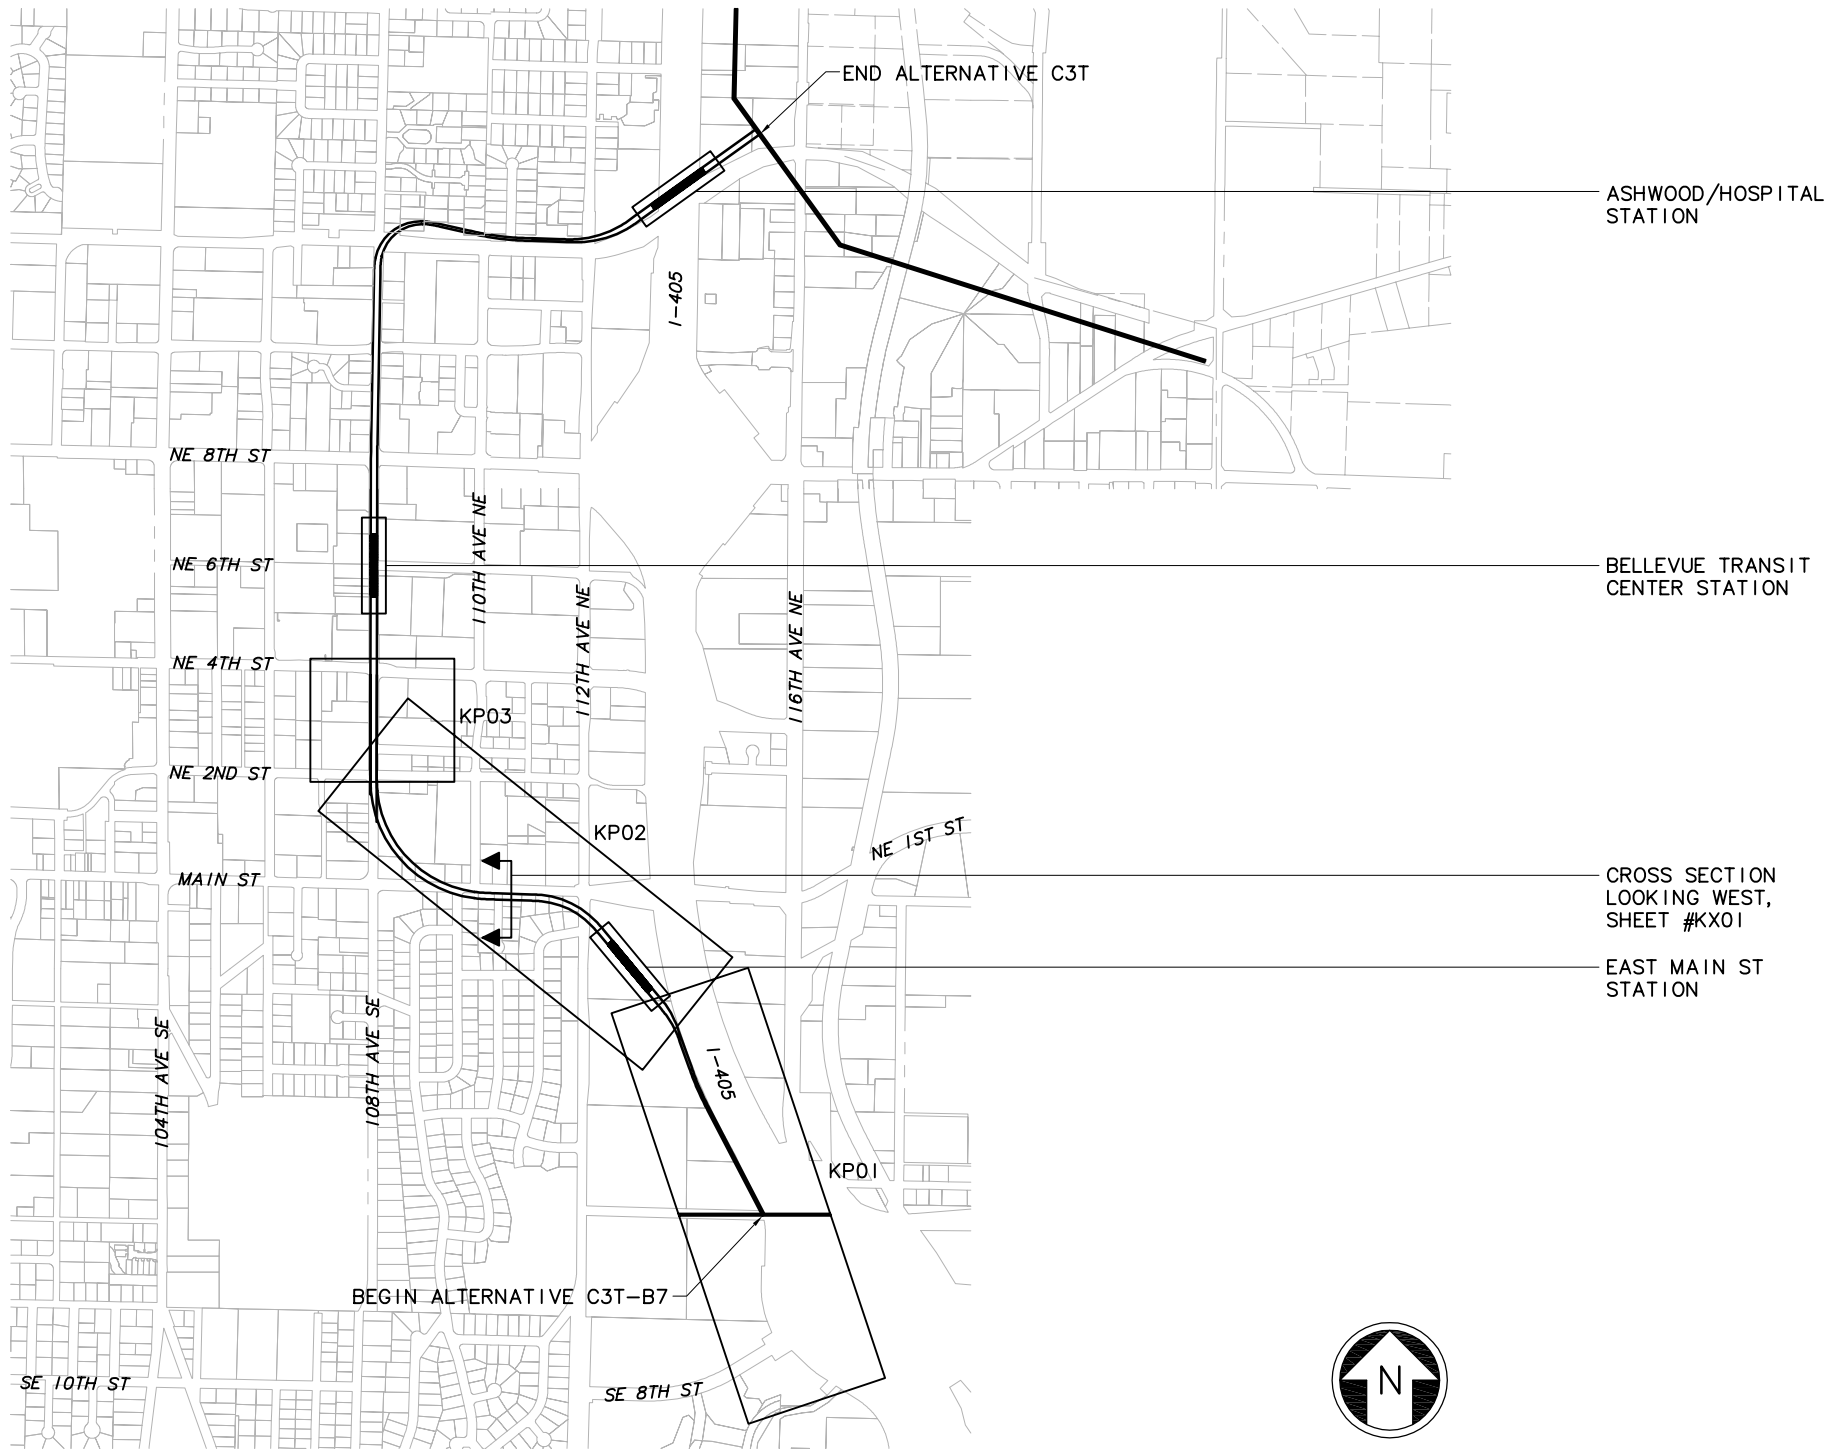 END ALTERNATIVE C3T
ASHWOOD/HOSPITAL
STATION
I-405
NE 8TH ST
110TH AVE NE
NE 6TH ST
BELLEVUE TRANSIT
CENTER STATION
112TH AVE NE
116TH AVE NE
NE 4TH ST
KP03
NE 2ND ST
KP02
NE 1ST ST
MAIN ST
CROSS SECTION
LOOKING WEST,
SHEET #KX01
EAST MAIN ST
STATION
104TH AVE SE
108TH AVE SE
I-405
KP01
BEGIN ALTERNATIVE C3T-B7
SE 10TH ST
SE 8TH ST
N